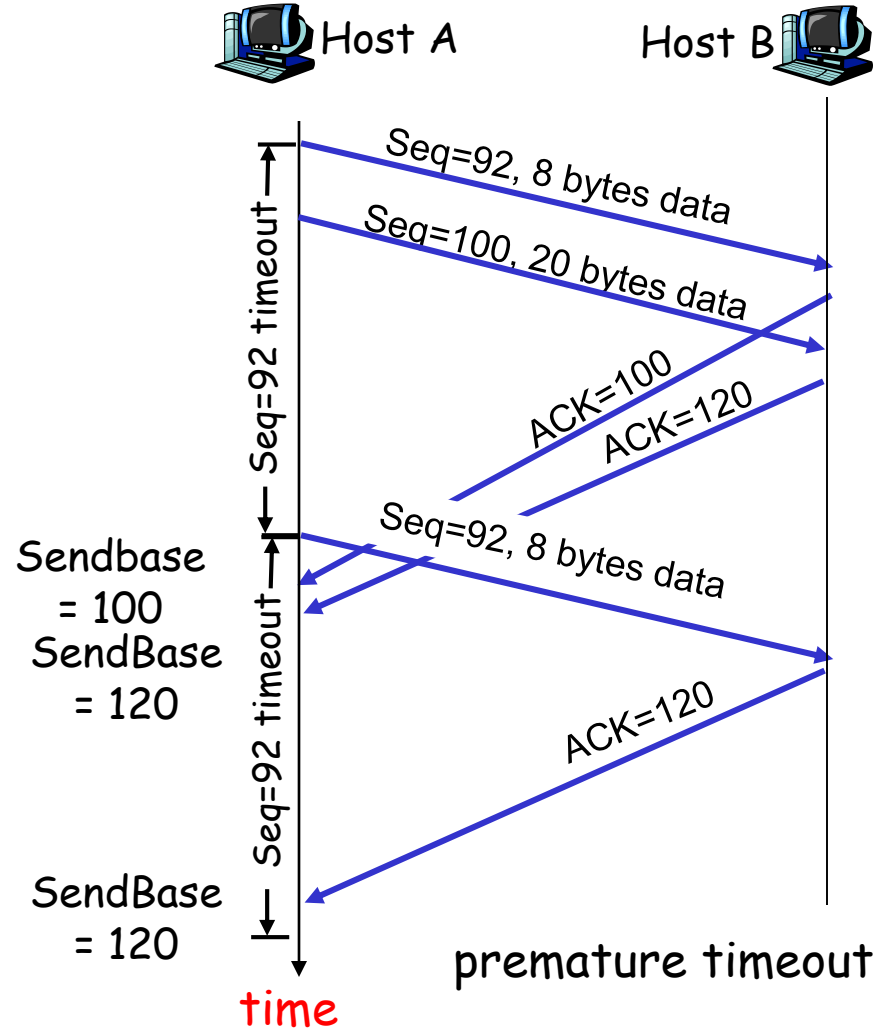 Host A
Host B
Seq=92, 8 bytes data
Seq=100, 20 bytes data
Seq=92 timeout
ACK=100
ACK=120
Seq=92, 8 bytes data
Sendbase
= 100
SendBase
= 120
Seq=92 timeout
ACK=120
SendBase
= 120
premature timeout
time